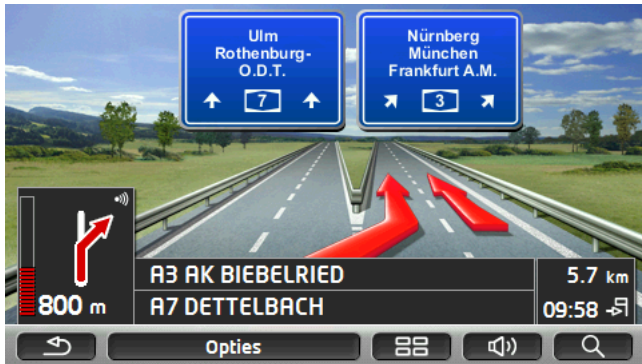 Ulm
Rothenburg-
O.D.T.
7
Nürnberg
München
Frankfurt A.M.
3
800 m
A3 AK BIEBELRIED
5.7 km
A7 DETTELBACH
09:58
Opties